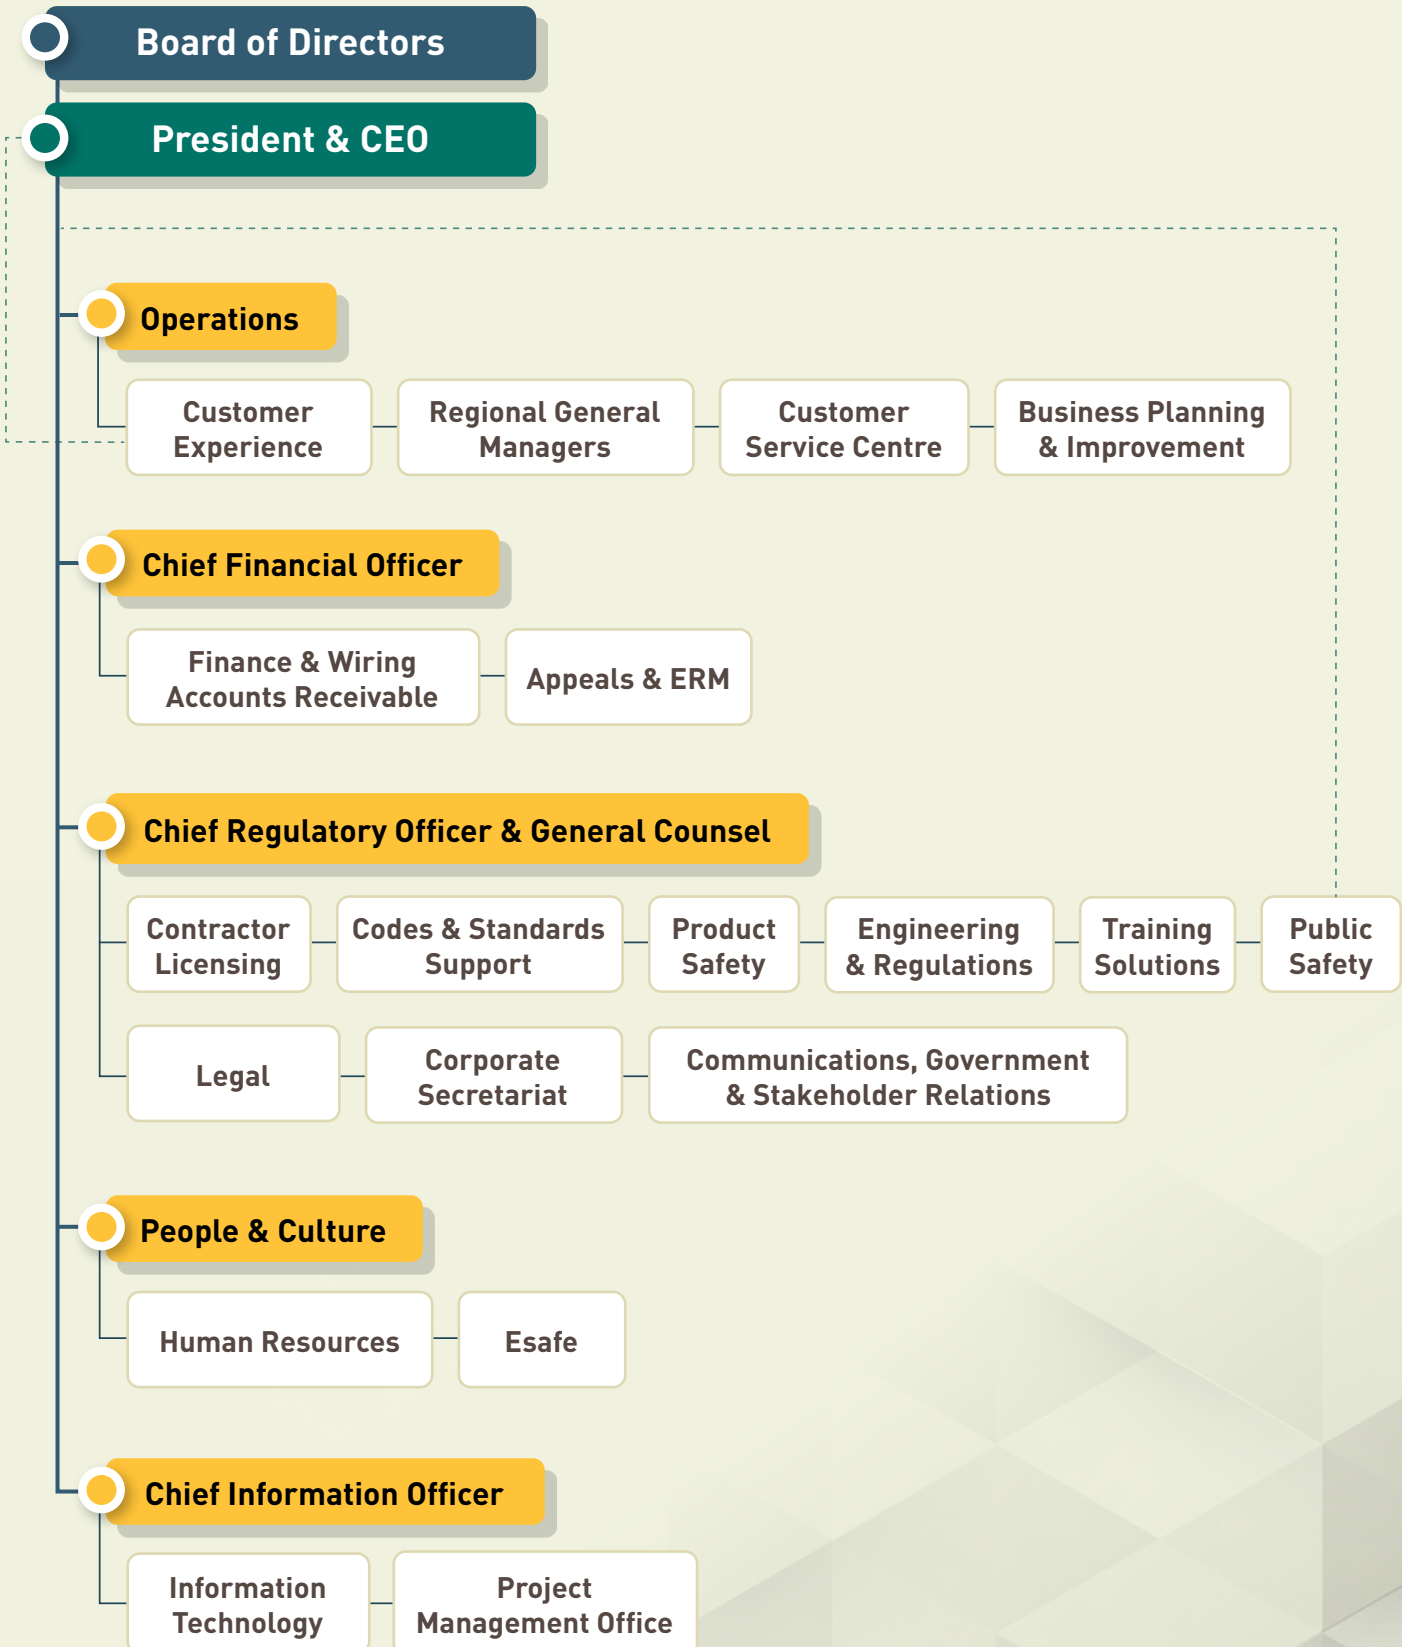 Board of Directors
President & CEO
Operations
Customer
Experience
Regional General
Managers
Customer
Service Centre
Business Planning
& Improvement
Chief Financial Officer
Finance & Wiring
Accounts Receivable
Appeals & ERM
Chief Regulatory Officer & General Counsel
Contractor
Licensing
Codes & Standards
Support
Product
Safety
Engineering
& Regulations
Training
Solutions
Public
Safety
Legal
Corporate
Secretariat
Communications, Government
& Stakeholder Relations
People & Culture
Human Resources
Esafe
Chief Information Officer
Information
Technology
Project
Management Office